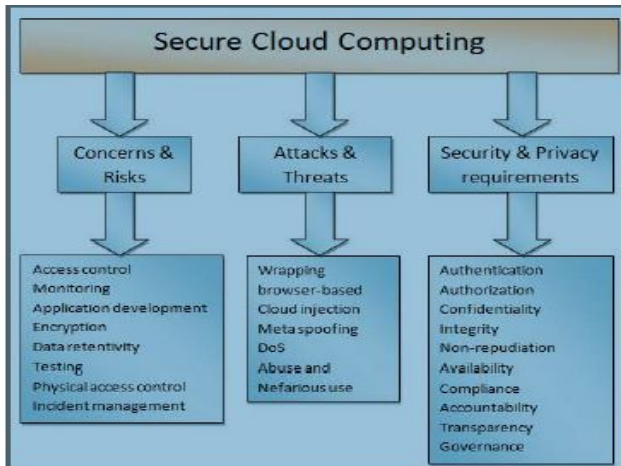 Secure Cloud Computing
Concerns &
Risks
Attacks &
Threats
Security & Privacy
requirements
Access control
Monitoring
Application development
Encryption
Data retentivity
Testing
Physical access control
Incident management
Wrapping
browser-based
Cloud injection
Meta spoofing
DoS
Abuse and
Nefarious use
Authentication
Authorization
Confidentiality
Integrity
Non-repudiation
Availability
Compliance
Accountability
Transparency
Governance